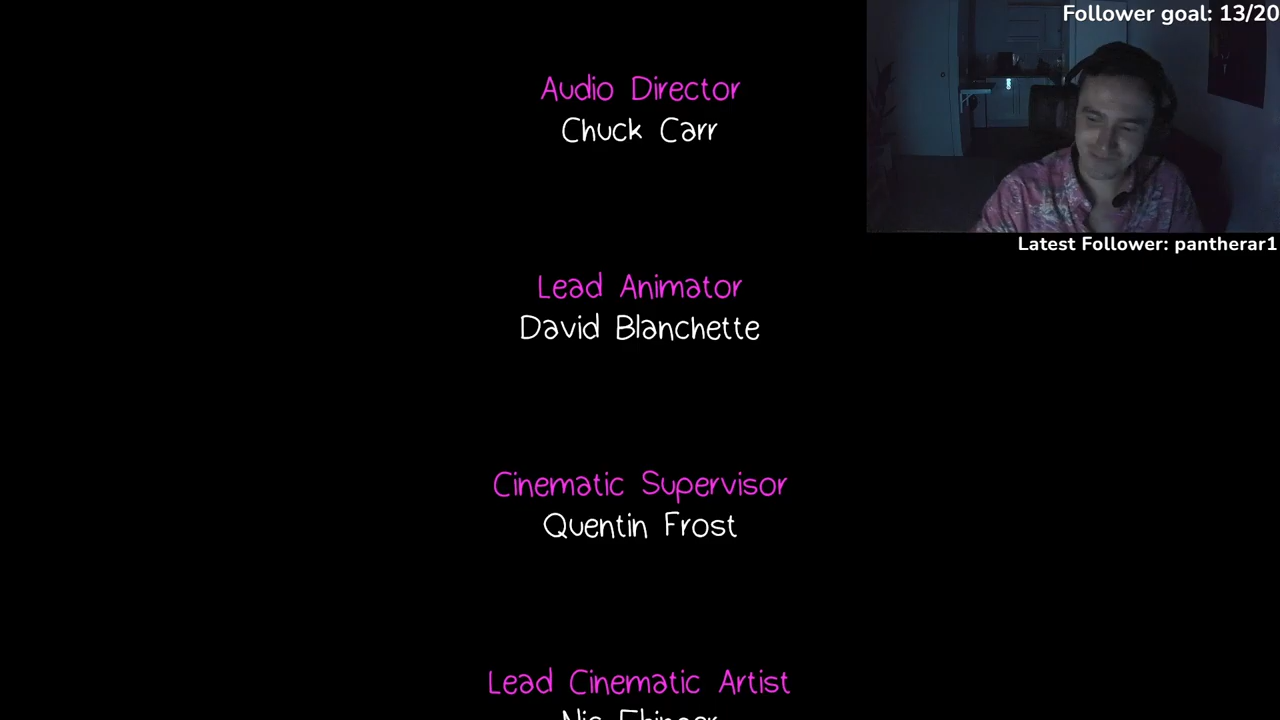 Follower goal: 13/20
Audio Director
Chuck Carr
Latest Follower: pantherar1
Lead Animator
David Blanchette
Cinematic Supervisor
Quentin Frost
Lead Cinematic Artist